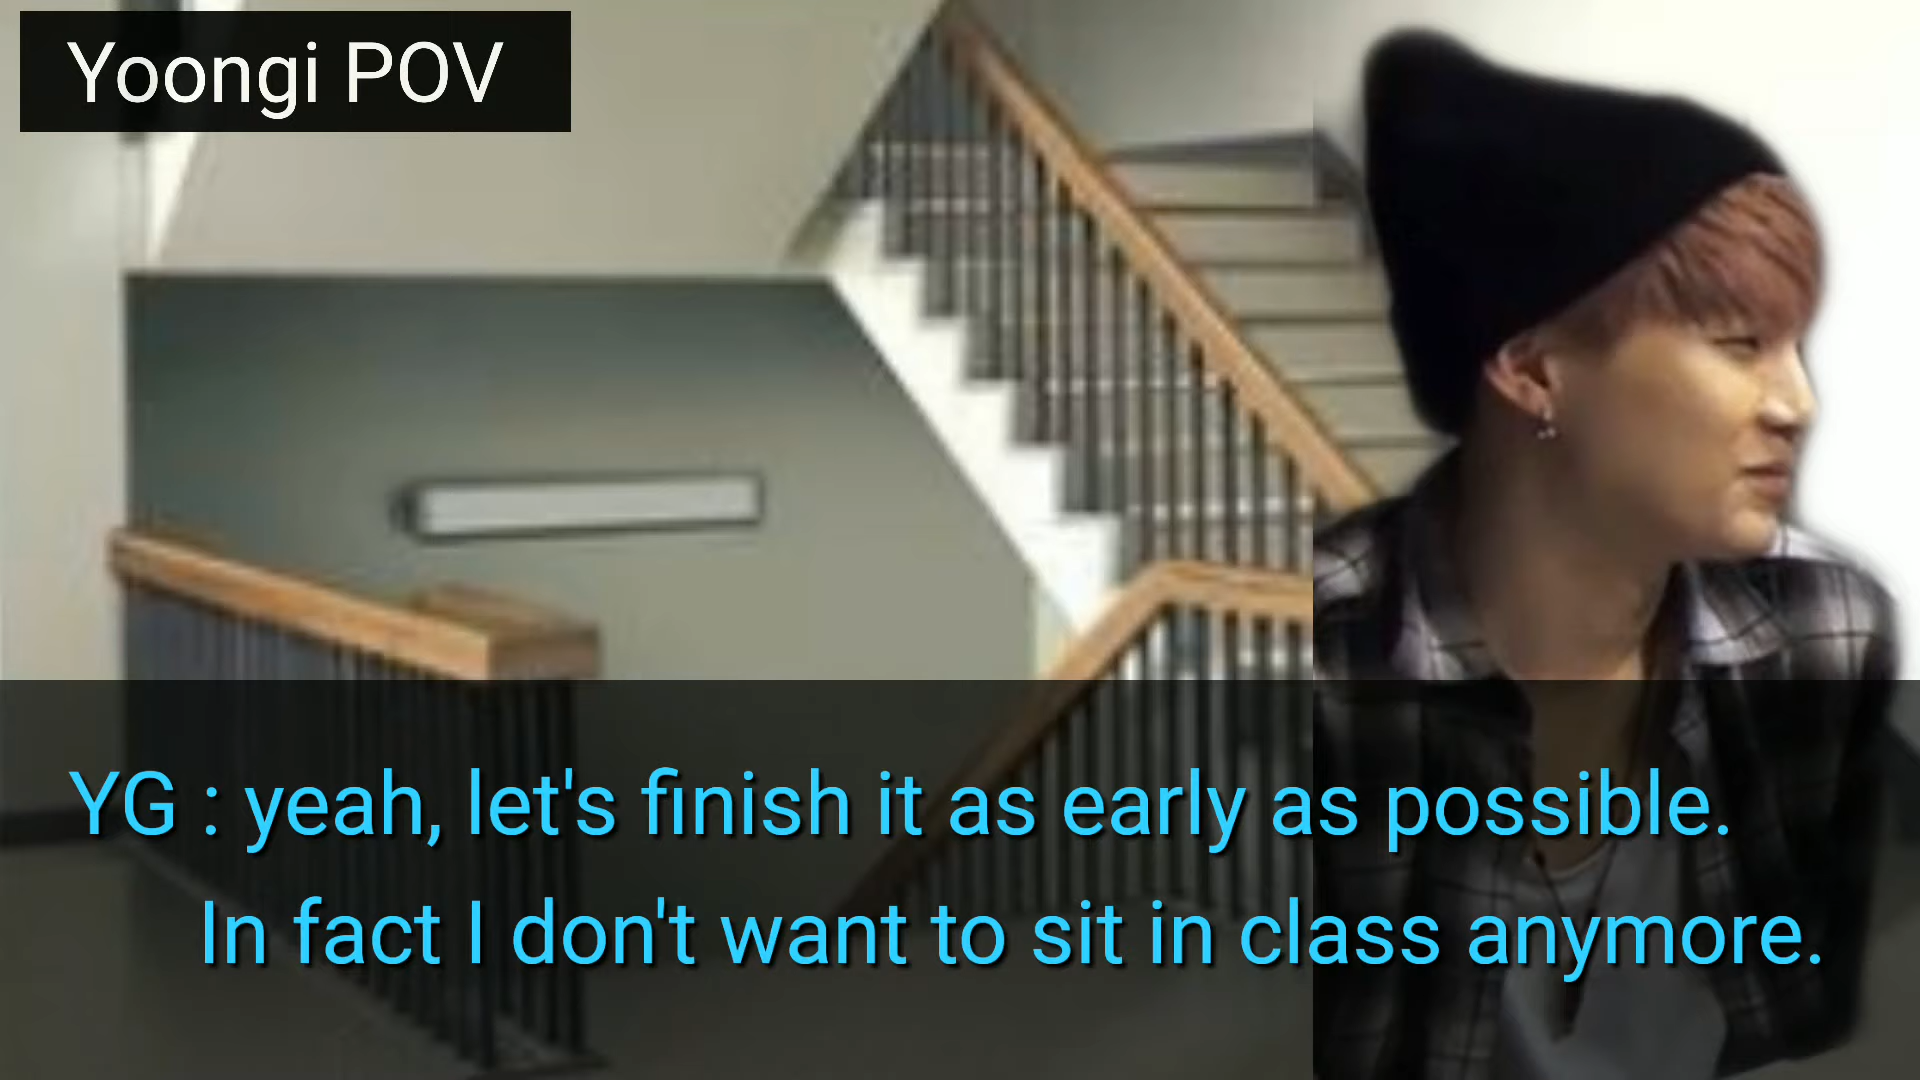 Yoongi POV
YG : yeah, let's finish it as early as possible.
In fact I don't want to sit in class anymore.